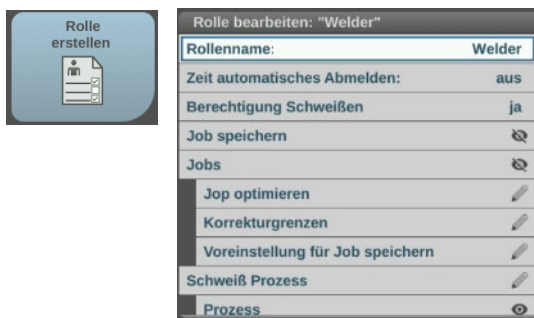 Rolle
erstellen
Rolle bearbeiten: "Welder"
Rollenname: Welder
Zeit automatisches Abmelden: aus
Berechtigung Schweißen ja
Job speichern
Jobs
Jop optimieren
Korrekturgrenzen
Voreinstellung für Job speichern
Schweiß Prozess
Prozess